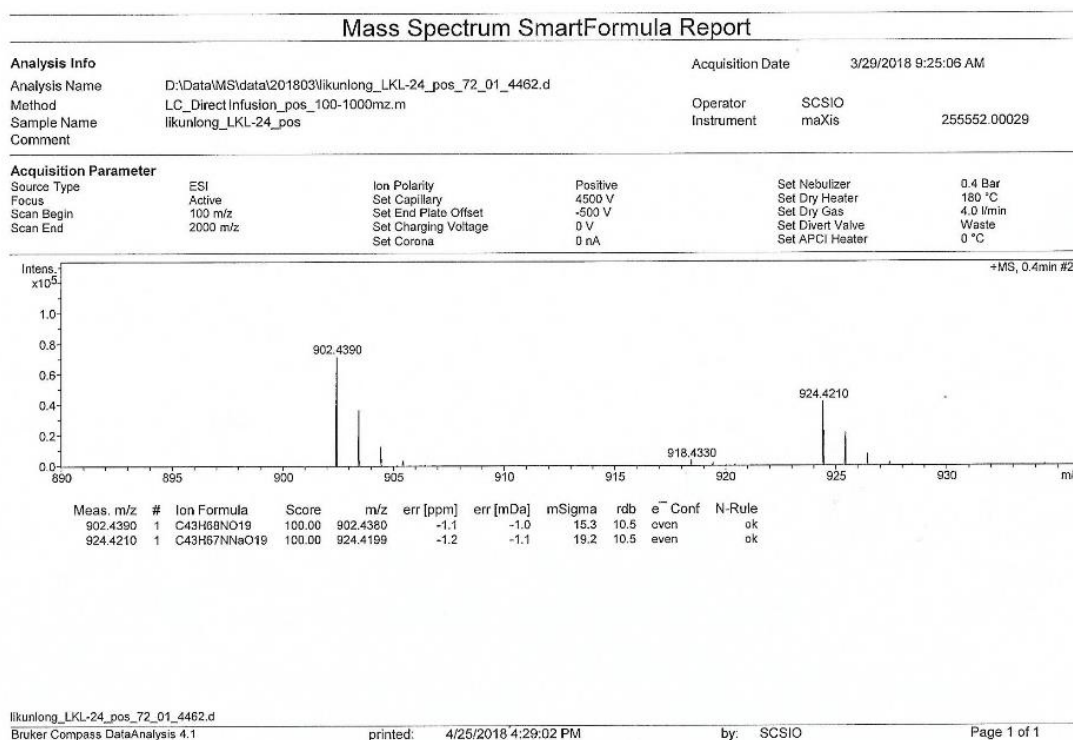 Mass Spectrum SmartFormula Report
Analysis Info
Acquisition Date 3/29/2018 9:25:06 AM
Analysis Name D:\Data\MS\data\201803\likunlong_LKL-24_pos_72_01_4462.d
Method LC_Direct Infusion_pos_100-1000mz.m
Operator SCSIO
Sample Name likunlong_LKL-24_pos
Instrument maXis 255552.00029
Comment
Acquisition Parameter
Source Type ESI Ion Polarity Positive Set Nebulizer 0.4 Bar
Focus Active Set Capillary 4500 V Set Dry Heater 180 °C
Scan Begin 100 m/z Set End Plate Offset -500 V Set Dry Gas 4.0 l/min
Scan End 2000 m/z Set Charging Voltage 0 V Set Divert Valve Waste
Set Corona 0 nA Set APCI Heater 0 °C
Intens. +MS, 0.4min #2
x10⁵
1.0
0.8
902.4390
0.6
924.4210
0.4
0.2
918.4330
0.0
890 895 900 905 910 915 920 925 930 m/
Meas. m/z # Ion Formula Score m/z err [ppm] err [mDa] mSigma rdb e⁻ Conf N-Rule
902.4390 1 C43H68NO19 100.00 902.4380 -1.1 -1.0 15.3 10.5 even ok
924.4210 1 C43H67NNaO19 100.00 924.4199 -1.2 -1.1 19.2 10.5 even ok
likunlong_LKL-24_pos_72_01_4462.d
Bruker Compass DataAnalysis 4.1 printed: 4/25/2018 4:29:02 PM by: SCSIO Page 1 of 1